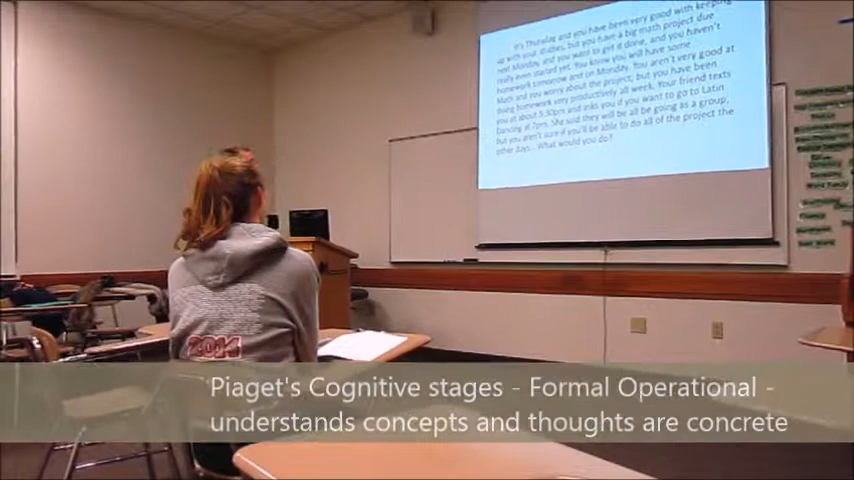 It's Thursday and you have been very good with keeping
up with your studies, but you have a big math project due
next Monday, and you want to get it done, and you haven't
really even started yet. You know you will have some
homework tomorrow and on Monday. You aren't very good at
Math and you worry about the project, but you have been
doing homework very productively all week. Your friend texts
you at about 5:30pm and asks you if you want to go to Latin
Dancing at 7pm. She said they will be all be going as a group,
but you aren't sure if you'll be able to do all of the project the
other days... What would you do?
2014
Piaget's Cognitive stages - Formal Operational -
understands concepts and thoughts are concrete